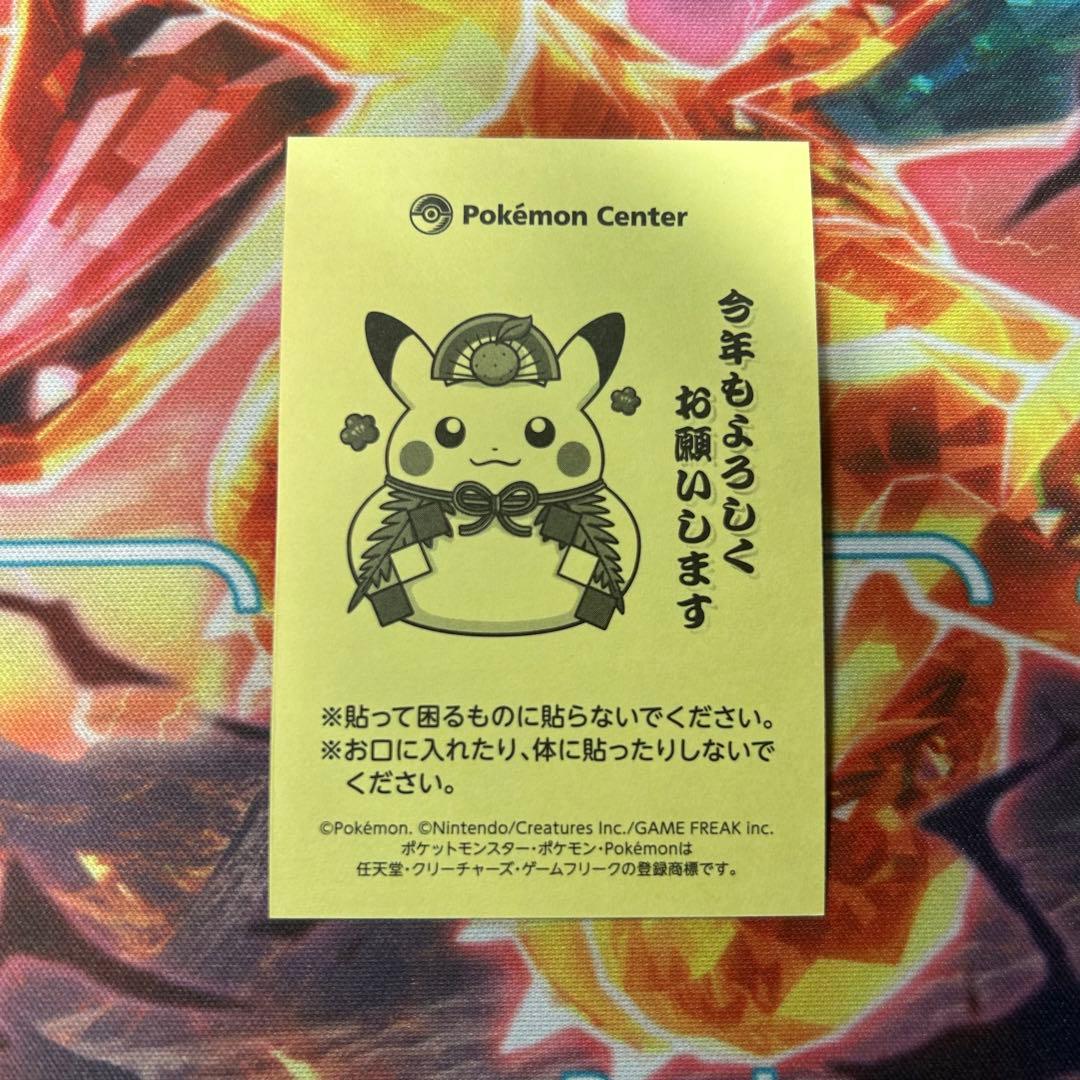 Pokémon Center
今年もよろしく
お願いします
※貼って困るものに貼らないでください。
※お口に入れたり、体に貼ったりしないで
ください。
©Pokémon. ©Nintendo/Creatures Inc./GAME FREAK inc.
ポケットモンスター・ポケモン・Pokémonは
任天堂・クリーチャーズ・ゲームフリークの登録商標です。